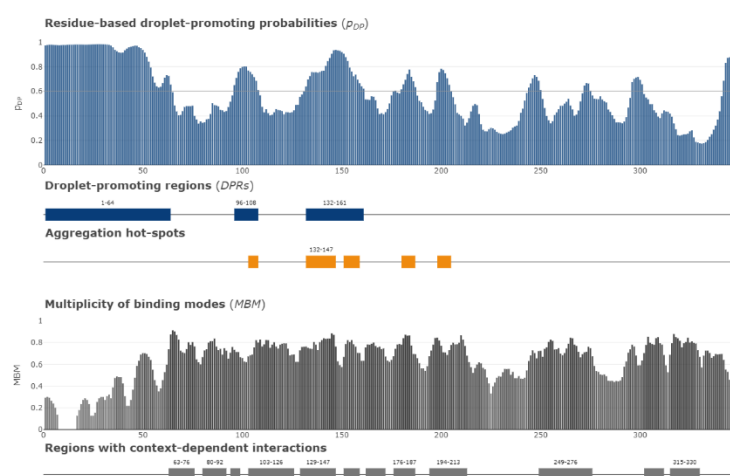 Residue-based droplet-promoting probabilities (pDP)
1
0.8
0.6
0.4
0.2
0
pDP
0 50 100 150 200 250 300
Droplet-promoting regions (DPRs)
1-64 96-108 132-161
Aggregation hot-spots
132-147
Multiplicity of binding modes (MBM)
1
0.8
0.6
0.4
0.2
0
MBM
0 50 100 150 200 250 300
Regions with context-dependent interactions
63-76 80-92 103-126 129-147 176-187 194-213 249-276 315-330